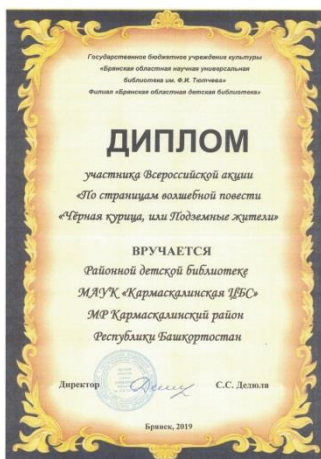 Государственное бюджетное учреждение культуры
«Брянская областная научная универсальная
библиотека им. Ф.И. Тютчева»
Филиал «Брянская областная детская библиотека»
ДИПЛОМ
участника Всероссийской акции
«По страницам волшебной повести
«Чёрная курица, или Подземные жители»
ВРУЧАЕТСЯ
Районной детской библиотеке
МАУК «Кармаскалинская ЦБС»
МР Кармаскалинский район
Республики Башкортостан
Директор С.С. Дедюля
Брянск, 2019